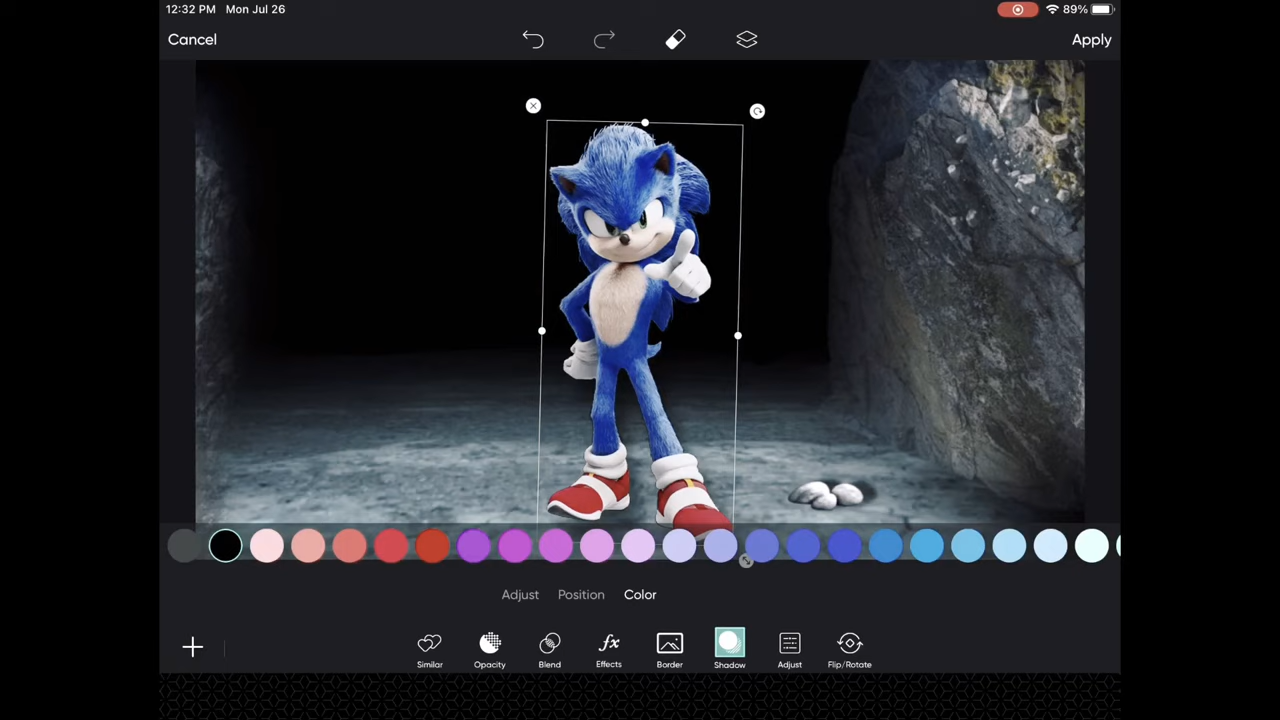 12:32 PM Mon Jul 26
89%
Cancel
Apply
Adjust Position Color
Similar Opacity Blend Effects Border Shadow Adjust Flip/Rotate
fx